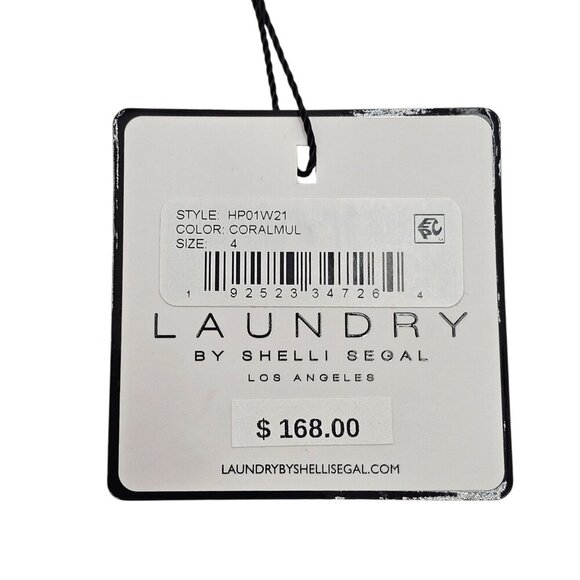 STYLE: HP01W21
COLOR: CORALMUL
SIZE: 4
EPC
1 92523 34726 4
LAUNDRY
BY SHELLI SEGAL
LOS ANGELES
$ 168.00
LAUNDRYBYSHELLISEGAL.COM